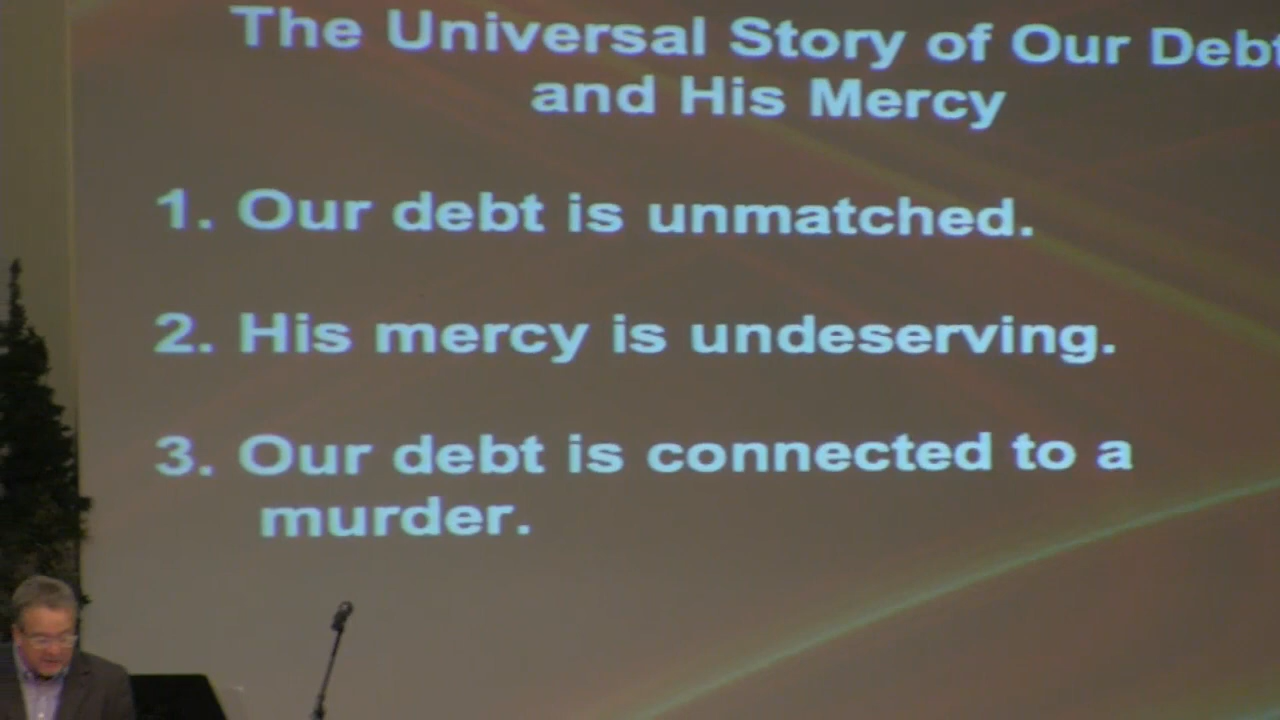 The Universal Story of Our Debt
and His Mercy
1. Our debt is unmatched.
2. His mercy is undeserving.
3. Our debt is connected to a
murder.